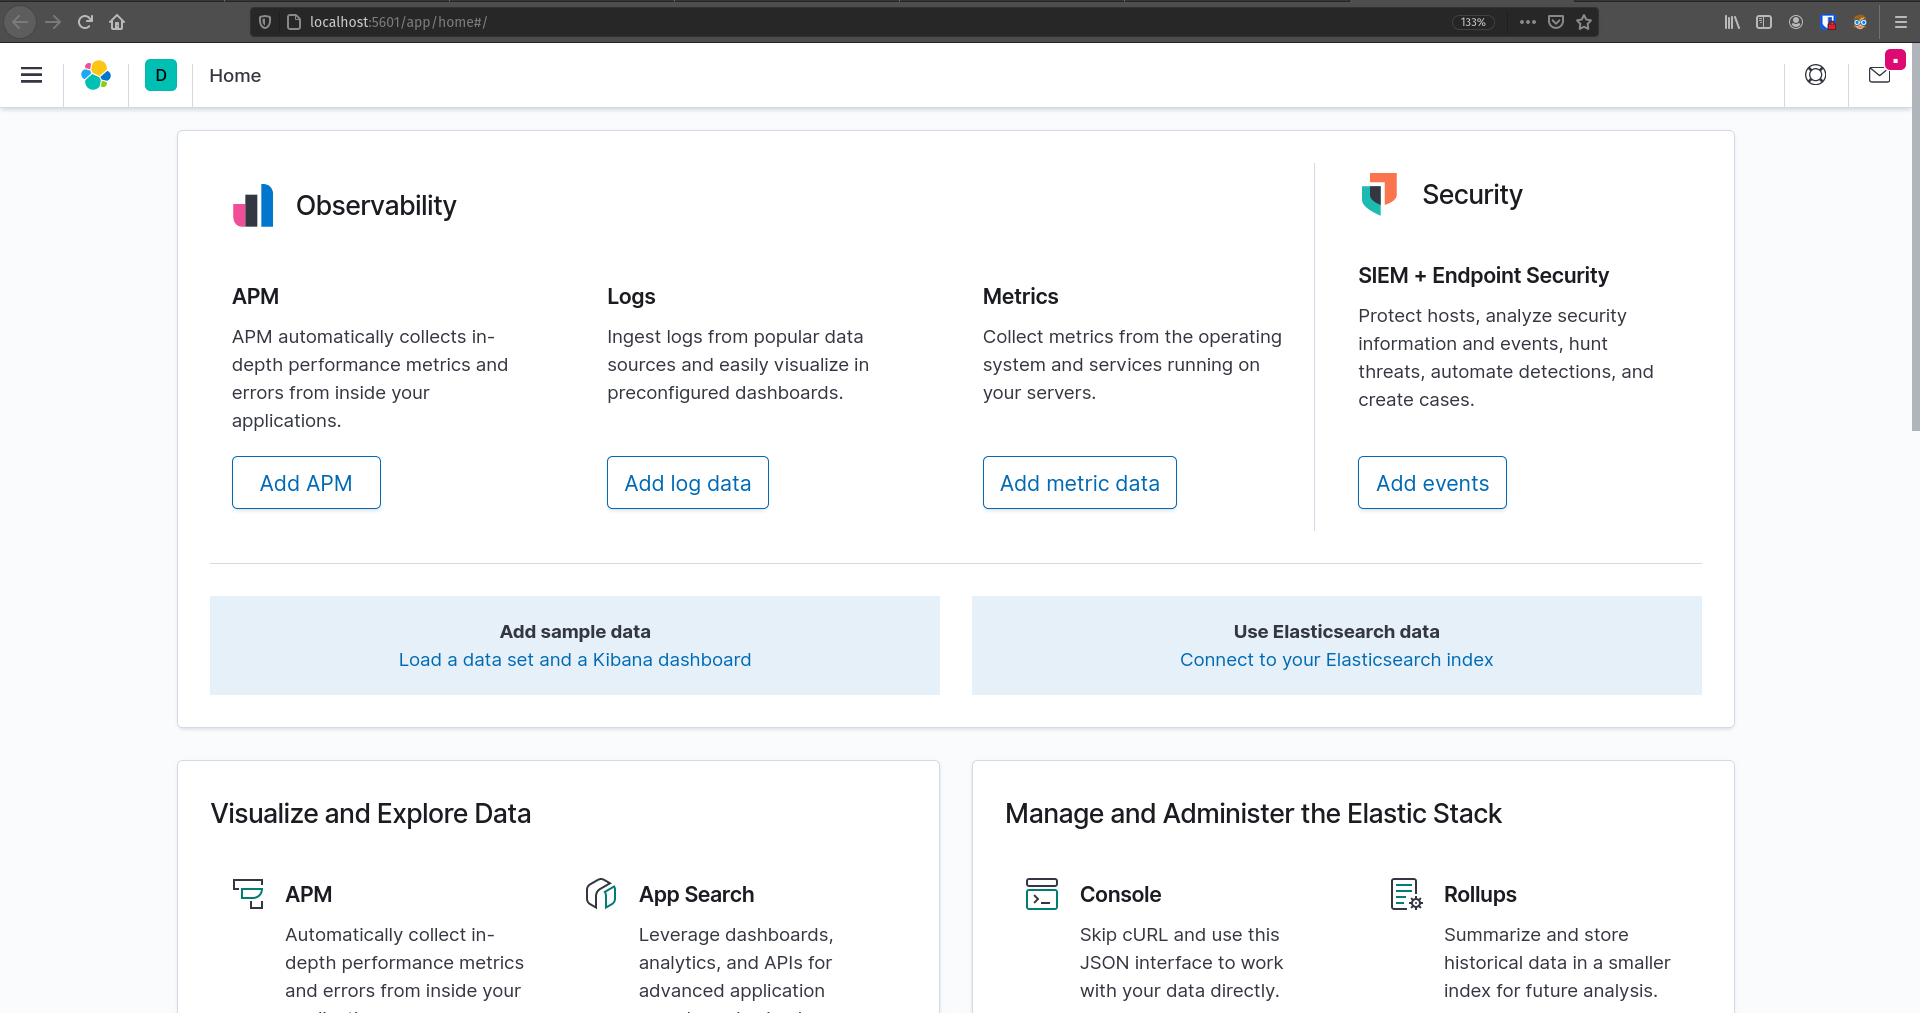 localhost:5601/app/home#/
133%
D
Home
Observability
APM
APM automatically collects in-
depth performance metrics and
errors from inside your
applications.
Add APM
Logs
Ingest logs from popular data
sources and easily visualize in
preconfigured dashboards.
Add log data
Metrics
Collect metrics from the operating
system and services running on
your servers.
Add metric data
Security
SIEM + Endpoint Security
Protect hosts, analyze security
information and events, hunt
threats, automate detections, and
create cases.
Add events
Add sample data
Load a data set and a Kibana dashboard
Use Elasticsearch data
Connect to your Elasticsearch index
Visualize and Explore Data
APM
Automatically collect in-
depth performance metrics
and errors from inside your
App Search
Leverage dashboards,
analytics, and APIs for
advanced application
Manage and Administer the Elastic Stack
Console
Skip cURL and use this
JSON interface to work
with your data directly.
Rollups
Summarize and store
historical data in a smaller
index for future analysis.